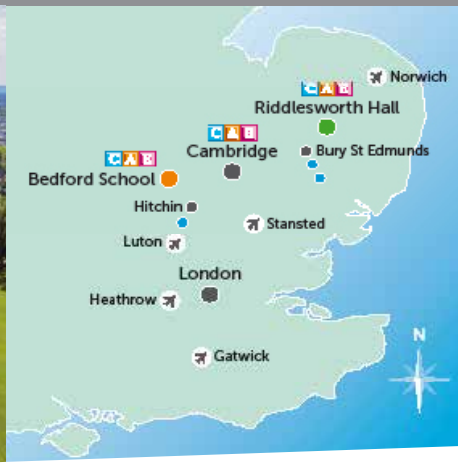 Norwich
CAE
Riddlesworth Hall
CAE
Cambridge
Bury St Edmunds
CAE
Bedford School
Hitchin
Stansted
Luton
London
Heathrow
Gatwick
N